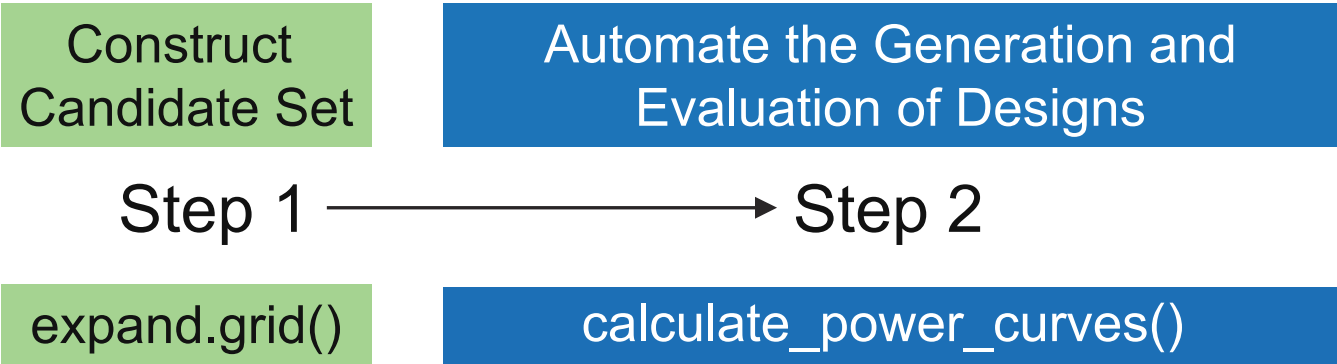 Construct
Candidate Set
Automate the Generation and
Evaluation of Designs
Step 1
Step 2
expand.grid()
calculate_power_curves()